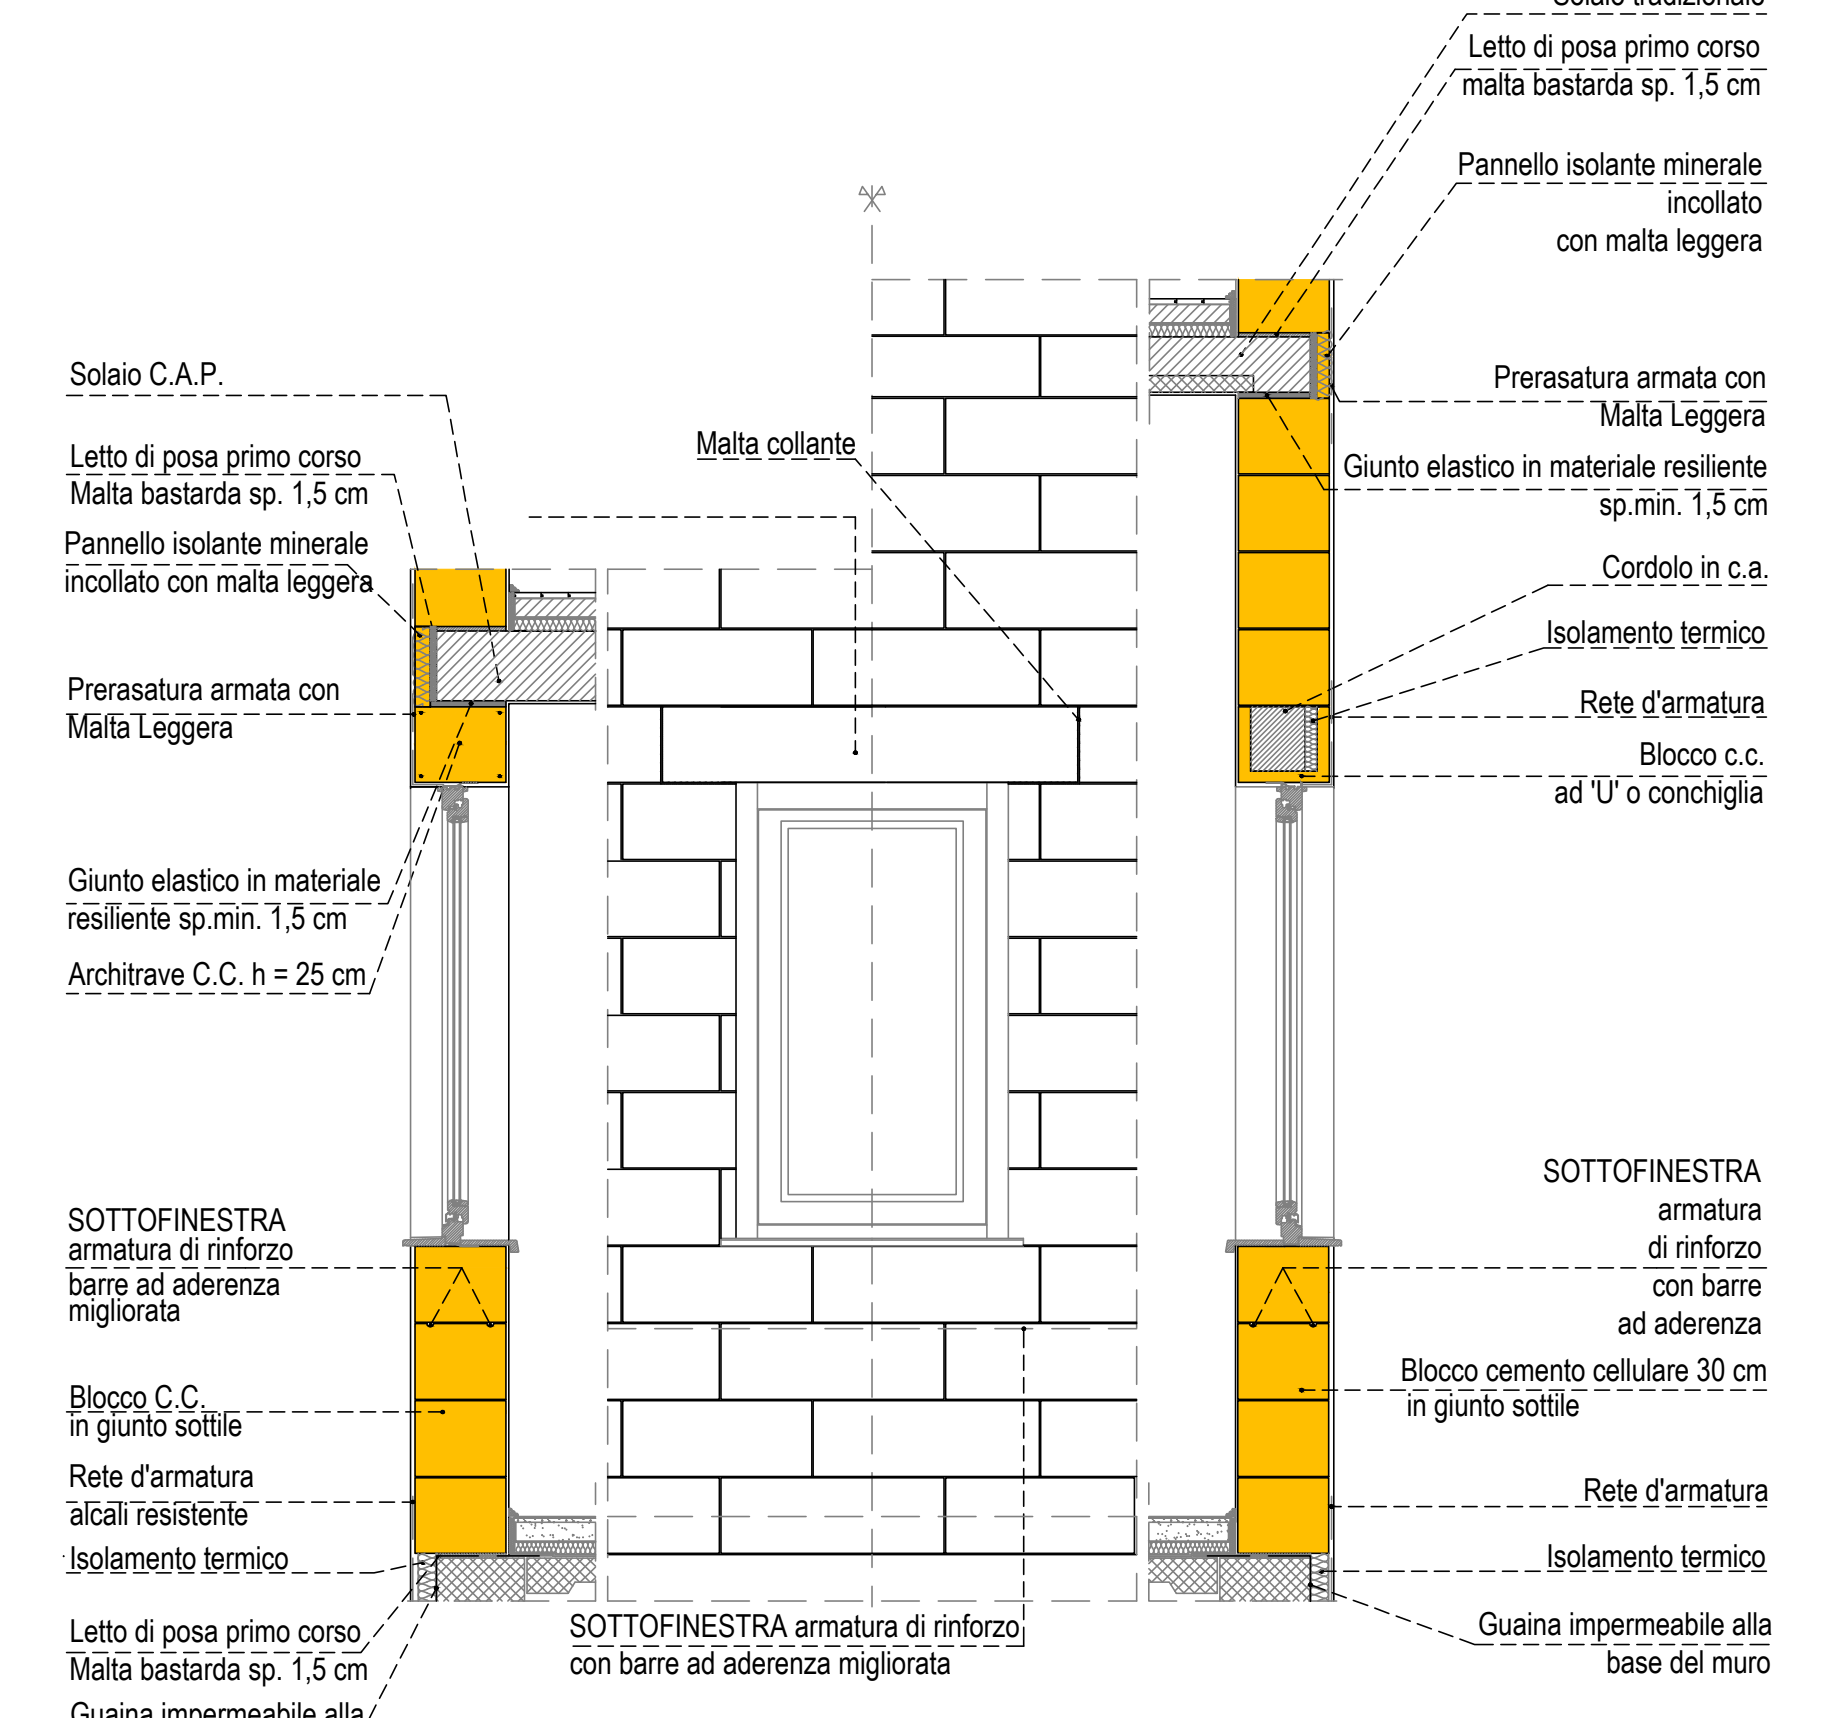 Solaio tradizionale
Letto di posa primo corso
malta bastarda sp. 1,5 cm
Pannello isolante minerale
incollato
con malta leggera
Prerasatura armata con
Malta Leggera
Giunto elastico in materiale resiliente
sp.min. 1,5 cm
Cordolo in c.a.
Isolamento termico
Rete d'armatura
Blocco c.c.
ad 'U' o conchiglia
SOTTOFINESTRA
armatura
di rinforzo
con barre
ad aderenza
Blocco cemento cellulare 30 cm
in giunto sottile
Rete d'armatura
Isolamento termico
Guaina impermeabile alla
base del muro
Malta collante
Solaio C.A.P.
Letto di posa primo corso
Malta bastarda sp. 1,5 cm
Pannello isolante minerale
incollato con malta leggera
Prerasatura armata con
Malta Leggera
Giunto elastico in materiale
resiliente sp.min. 1,5 cm
Architrave C.C. h = 25 cm
SOTTOFINESTRA
armatura di rinforzo
barre ad aderenza
migliorata
Blocco C.C.
in giunto sottile
Rete d'armatura
alcali resistente
Isolamento termico
Letto di posa primo corso
Malta bastarda sp. 1,5 cm
Guaina impermeabile alla
SOTTOFINESTRA armatura di rinforzo
con barre ad aderenza migliorata